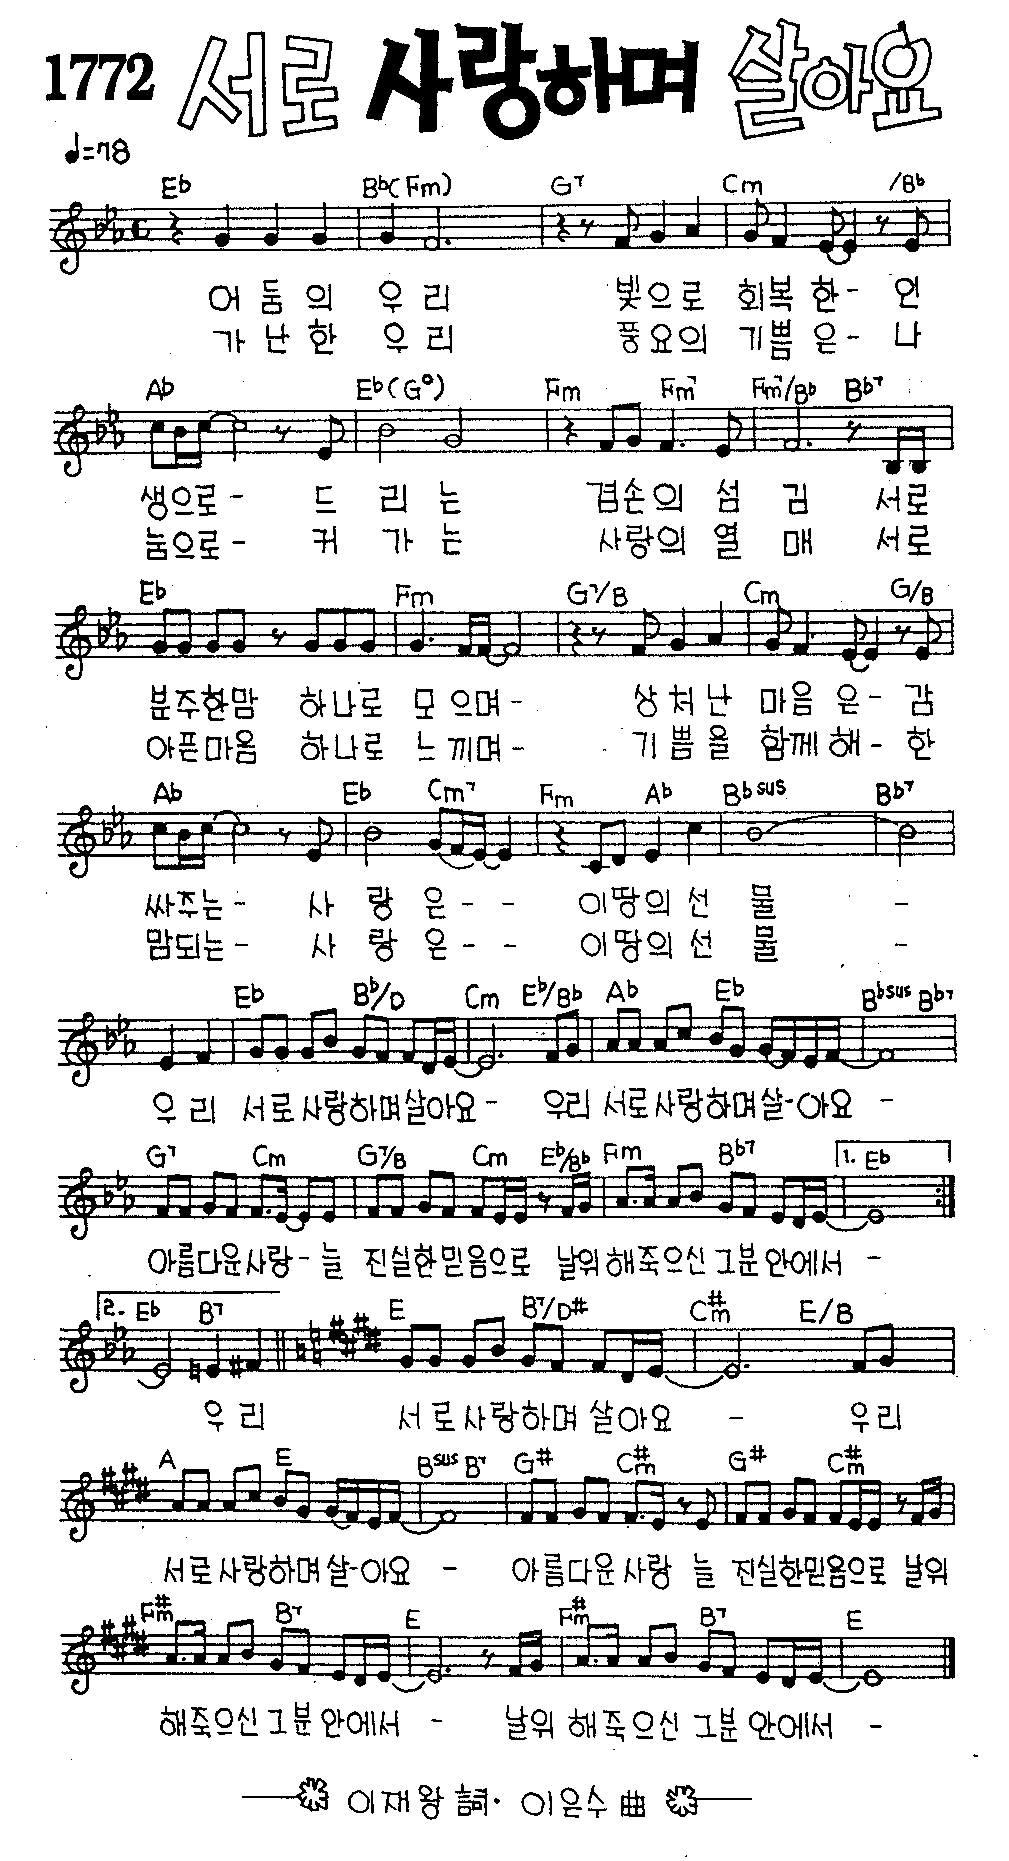 1772 서로 사랑하며 살아요
♩=78
Eb Bb(Fm) G7 Cm /Bb
어 둠 의 우 리 빛으로 회복 한- 언
가 난 한 우 리 풍요의 기쁨 은- 나
Ab Eb(G°) Fm Fm7 Fm7/Bb Bb7
생으로- 드 리 는 겸손의 섬 김 서로
눔으로- 커 가 는 사랑의 열 매 서로
Eb Fm G7/B Cm G/B
분주한맘 하나로 모 으며- 상 처 난 마음 은- 감
아픈마음 하나로 느 끼며- 기 쁨 을 함께 해- 한
Ab Eb Cm7 Fm Ab Bbsus Bb7
싸주는- 사 랑 은- - 이땅의 선 물 -
맘되는- 사 랑 은- - 이땅의 선 물 -
Eb Bb/D Cm Eb/Bb Ab Eb Bbsus Bb7
우 리 서로 사랑하며살아요- 우리 서로 사랑하며살-아요 -
G7 Cm G7/B Cm Eb/Bb Fm Bb7 1. Eb
아름다운사랑-늘 진실한믿음으로 날위해죽으신 그분안에서 -
2. Eb B7 E B7/D# C#m E/B
우 리 서 로 사랑하며 살아요 - 우리
A E Bsus B7 G# C#m G# C#m
서로 사랑하며 살-아요 - 아름다운 사랑 늘 진실한믿음으로 날위
F#m B7 E F#m B7 E
해죽으신 그분 안에서 - 날위 해죽으신 그분 안에서 -
이재왕 詞· 이은수 曲